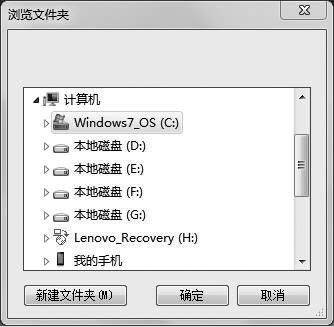 浏览文件夹
计算机
Windows7_OS (C:)
本地磁盘 (D:)
本地磁盘 (E:)
本地磁盘 (F:)
本地磁盘 (G:)
Lenovo_Recovery (H:)
我的手机
新建文件夹(M)
确定
取消